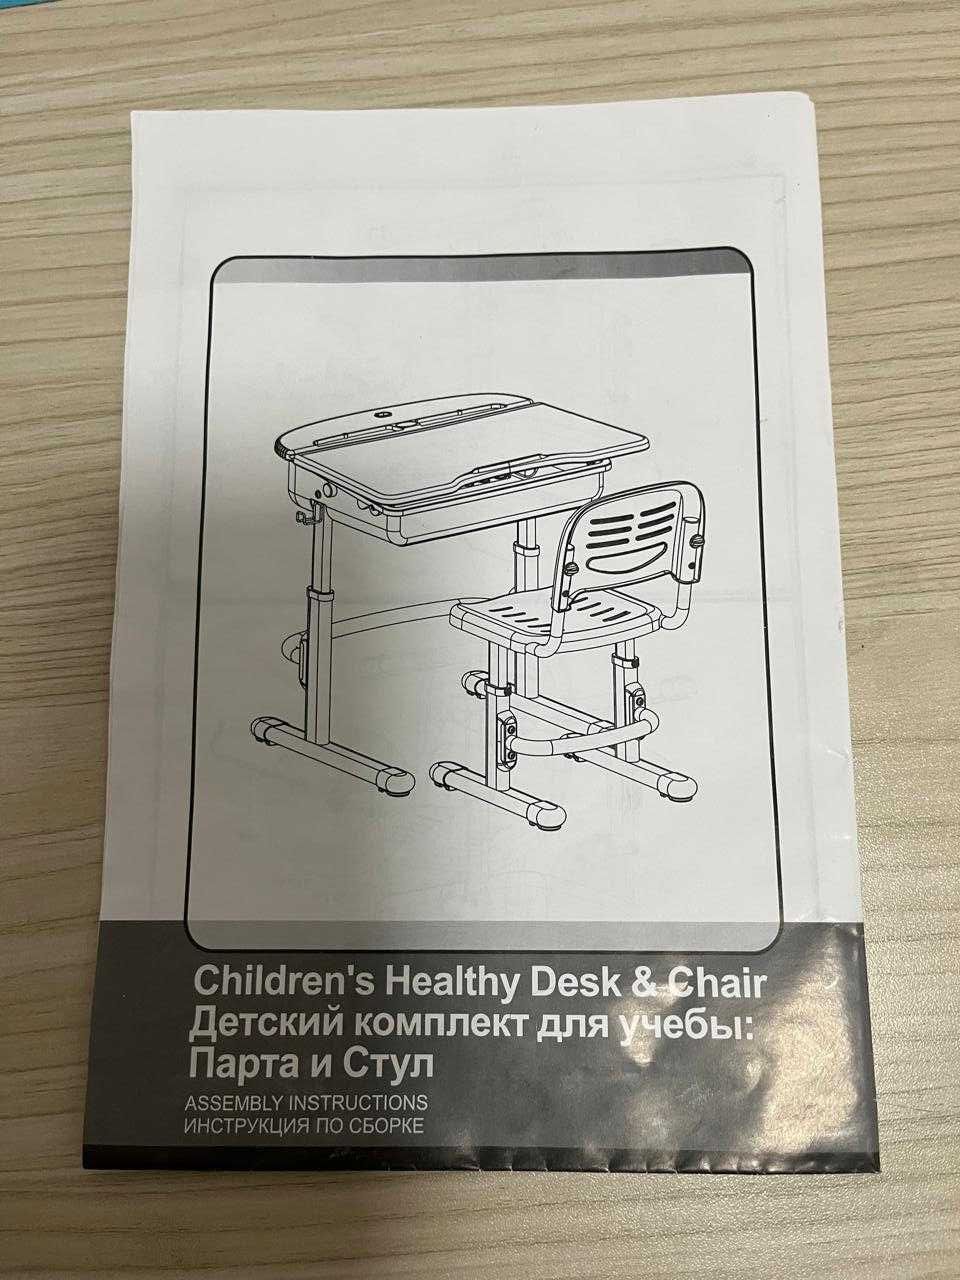 Children's Healthy Desk & Chair
Детский комплект для учебы:
Парта и Стул
ASSEMBLY INSTRUCTIONS
ИНСТРУКЦИЯ ПО СБОРКЕ